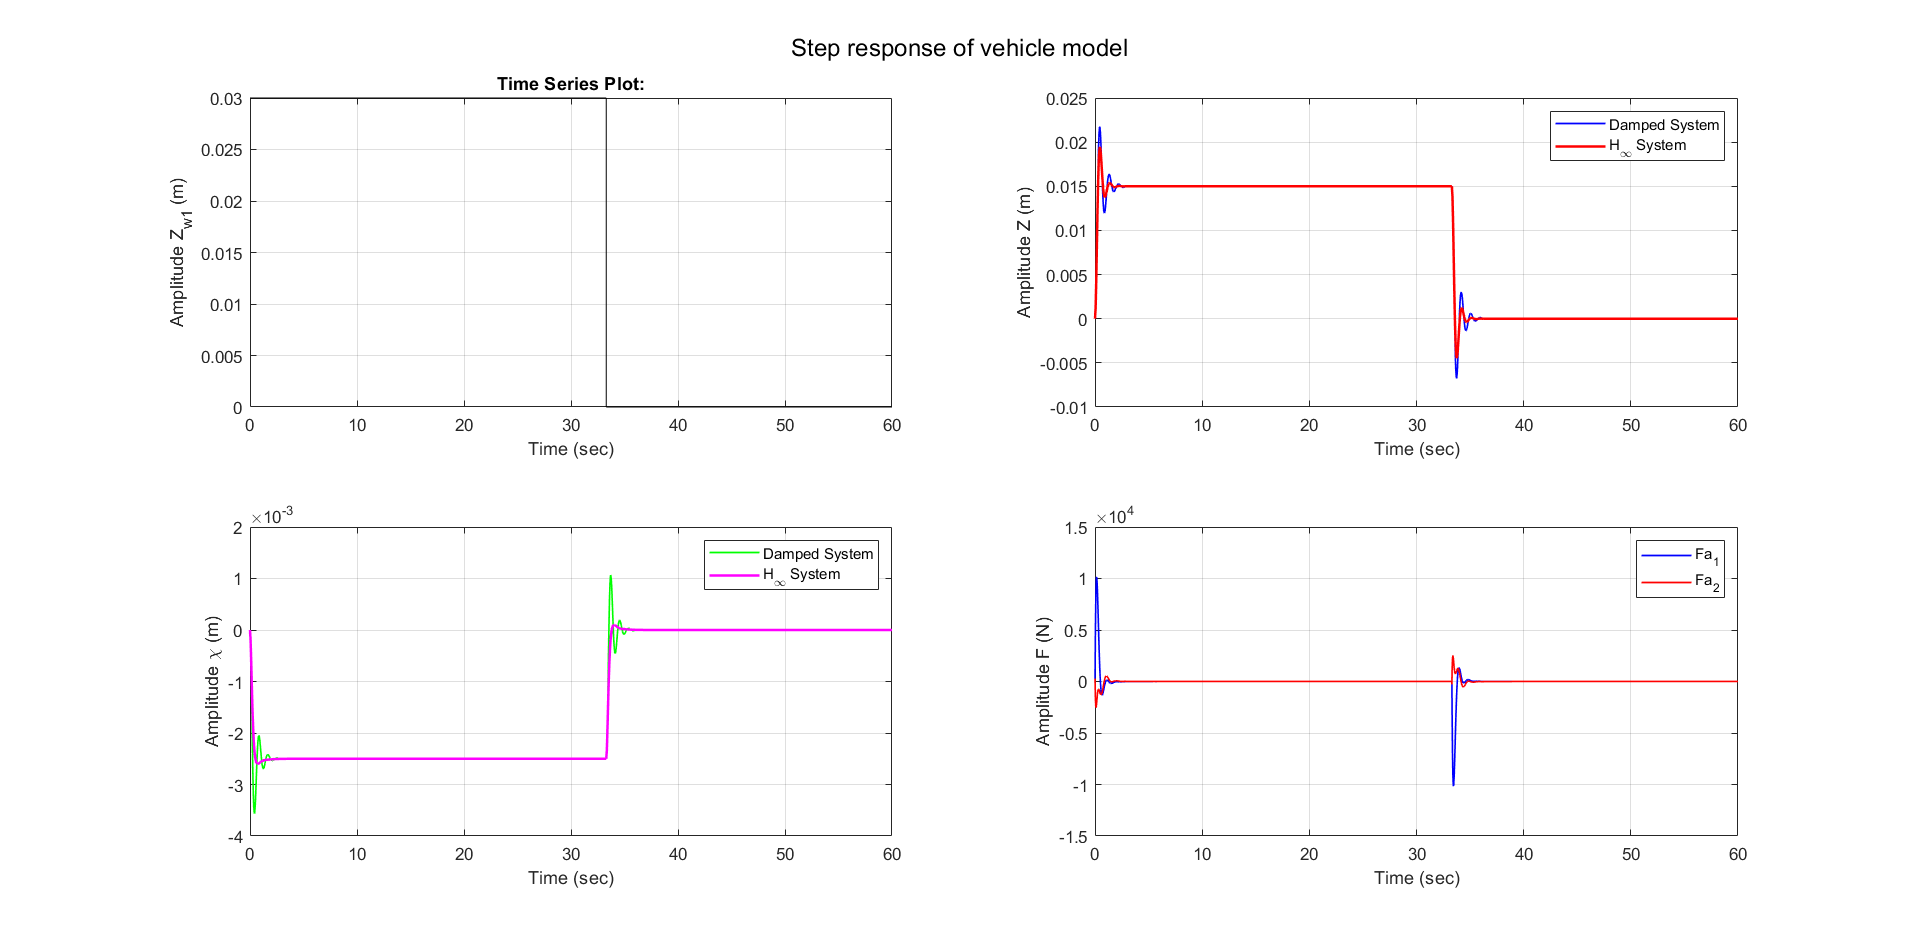 Step response of vehicle model
Time Series Plot:
0.03
0.025
0.02
0.015
0.01
0.005
0
0 10 20 30 40 50 60
Amplitude Z_w1 (m)
Time (sec)
0.025
0.02
0.015
0.01
0.005
0
-0.005
-0.01
0 10 20 30 40 50 60
Amplitude Z (m)
Time (sec)
Damped System
H_∞ System
×10^-3
2
1
0
-1
-2
-3
-4
0 10 20 30 40 50 60
Amplitude χ (m)
Time (sec)
Damped System
H_∞ System
×10^4
1.5
1
0.5
0
-0.5
-1
-1.5
0 10 20 30 40 50 60
Amplitude F (N)
Time (sec)
Fa_1
Fa_2